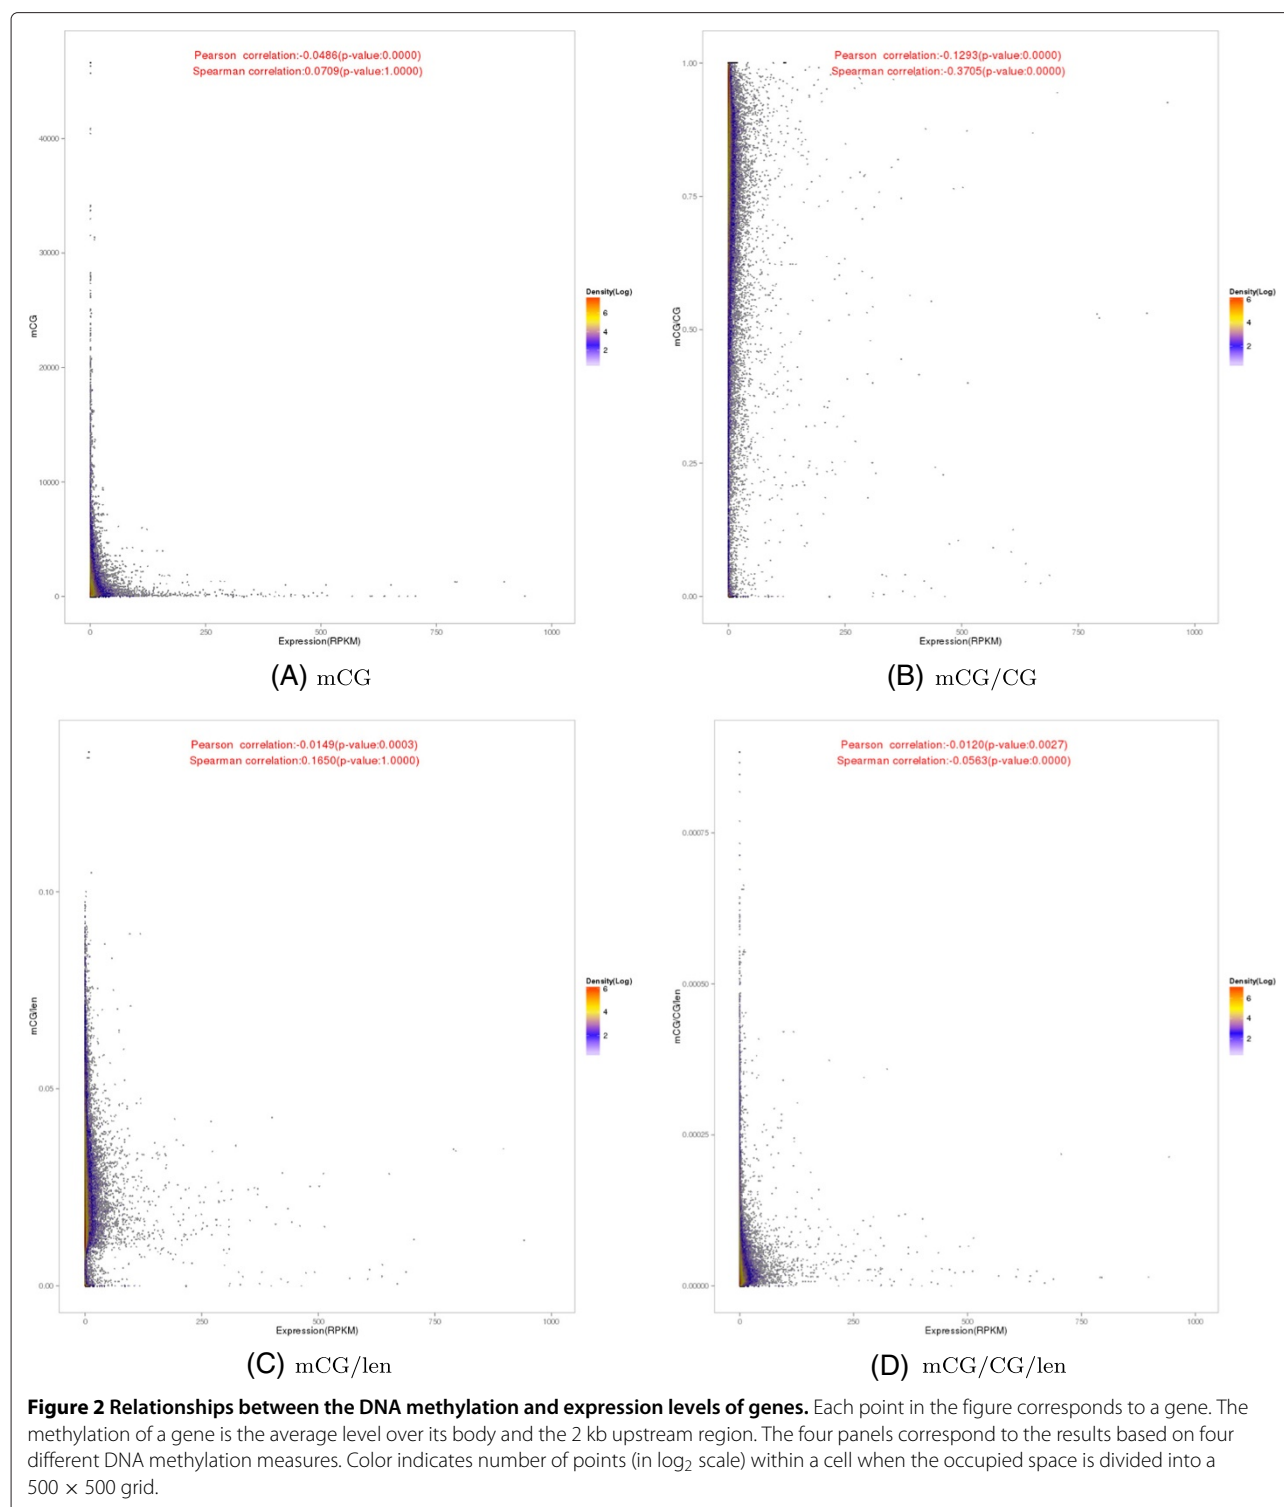 Pearson correlation:-0.0486(p-value:0.0000)
Spearman correlation:0.0709(p-value:1.0000)
40000
30000
20000
10000
0
mCG
0 250 500 750 1000
Expression(RPKM)
Density(Log)
6
4
2
(A) mCG
Pearson correlation:-0.1293(p-value:0.0000)
Spearman correlation:-0.3705(p-value:0.0000)
1.00
0.75
0.50
0.25
0.00
mCG/CG
0 250 500 750 1000
Expression(RPKM)
Density(Log)
6
4
2
(B) mCG/CG
Pearson correlation:-0.0149(p-value:0.0003)
Spearman correlation:0.1650(p-value:1.0000)
0.10
0.05
0.00
mCG/len
0 250 500 750 1000
Expression(RPKM)
Density(Log)
6
4
2
(C) mCG/len
Pearson correlation:-0.0120(p-value:0.0027)
Spearman correlation:-0.0563(p-value:0.0000)
0.00075
0.00050
0.00025
0.00000
mCG/CG/len
0 250 500 750 1000
Expression(RPKM)
Density(Log)
6
4
2
(D) mCG/CG/len
Figure 2 Relationships between the DNA methylation and expression levels of genes. Each point in the figure corresponds to a gene. The
methylation of a gene is the average level over its body and the 2 kb upstream region. The four panels correspond to the results based on four
different DNA methylation measures. Color indicates number of points (in log₂ scale) within a cell when the occupied space is divided into a
500 × 500 grid.